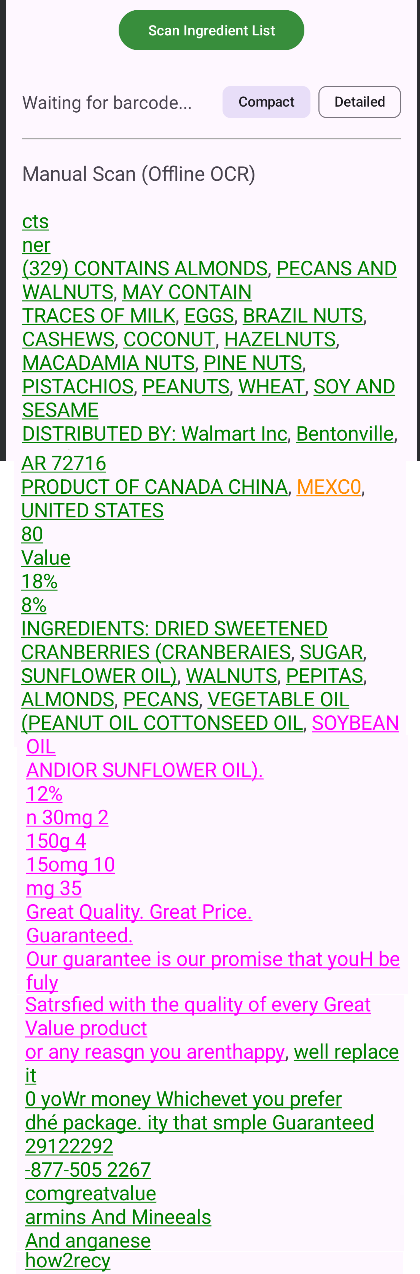 Scan Ingredient List
Waiting for barcode...
Compact
Detailed
Manual Scan (Offline OCR)
cts
ner
(329) CONTAINS ALMONDS, PECANS AND
WALNUTS, MAY CONTAIN
TRACES OF MILK, EGGS, BRAZIL NUTS,
CASHEWS, COCONUT, HAZELNUTS,
MACADAMIA NUTS, PINE NUTS,
PISTACHIOS, PEANUTS, WHEAT, SOY AND
SESAME
DISTRIBUTED BY: Walmart Inc, Bentonville,
AR 72716
PRODUCT OF CANADA CHINA, MEXC0,
UNITED STATES
80
Value
18%
8%
INGREDIENTS: DRIED SWEETENED
CRANBERRIES (CRANBERAIES, SUGAR,
SUNFLOWER OIL), WALNUTS, PEPITAS,
ALMONDS, PECANS, VEGETABLE OIL
(PEANUT OIL COTTONSEED OIL, SOYBEAN
OIL
ANDIOR SUNFLOWER OIL).
12%
n 30mg 2
150g 4
15omg 10
mg 35
Great Quality. Great Price.
Guaranteed.
Our guarantee is our promise that youH be
fuly
Satrsfied with the quality of every Great
Value product
or any reasgn you arenthappy, well replace
it
0 yoWr money Whichevet you prefer
dhé package. ity that smple Guaranteed
29122292
-877-505 2267
comgreatvalue
armins And Mineeals
And anganese
how2recy